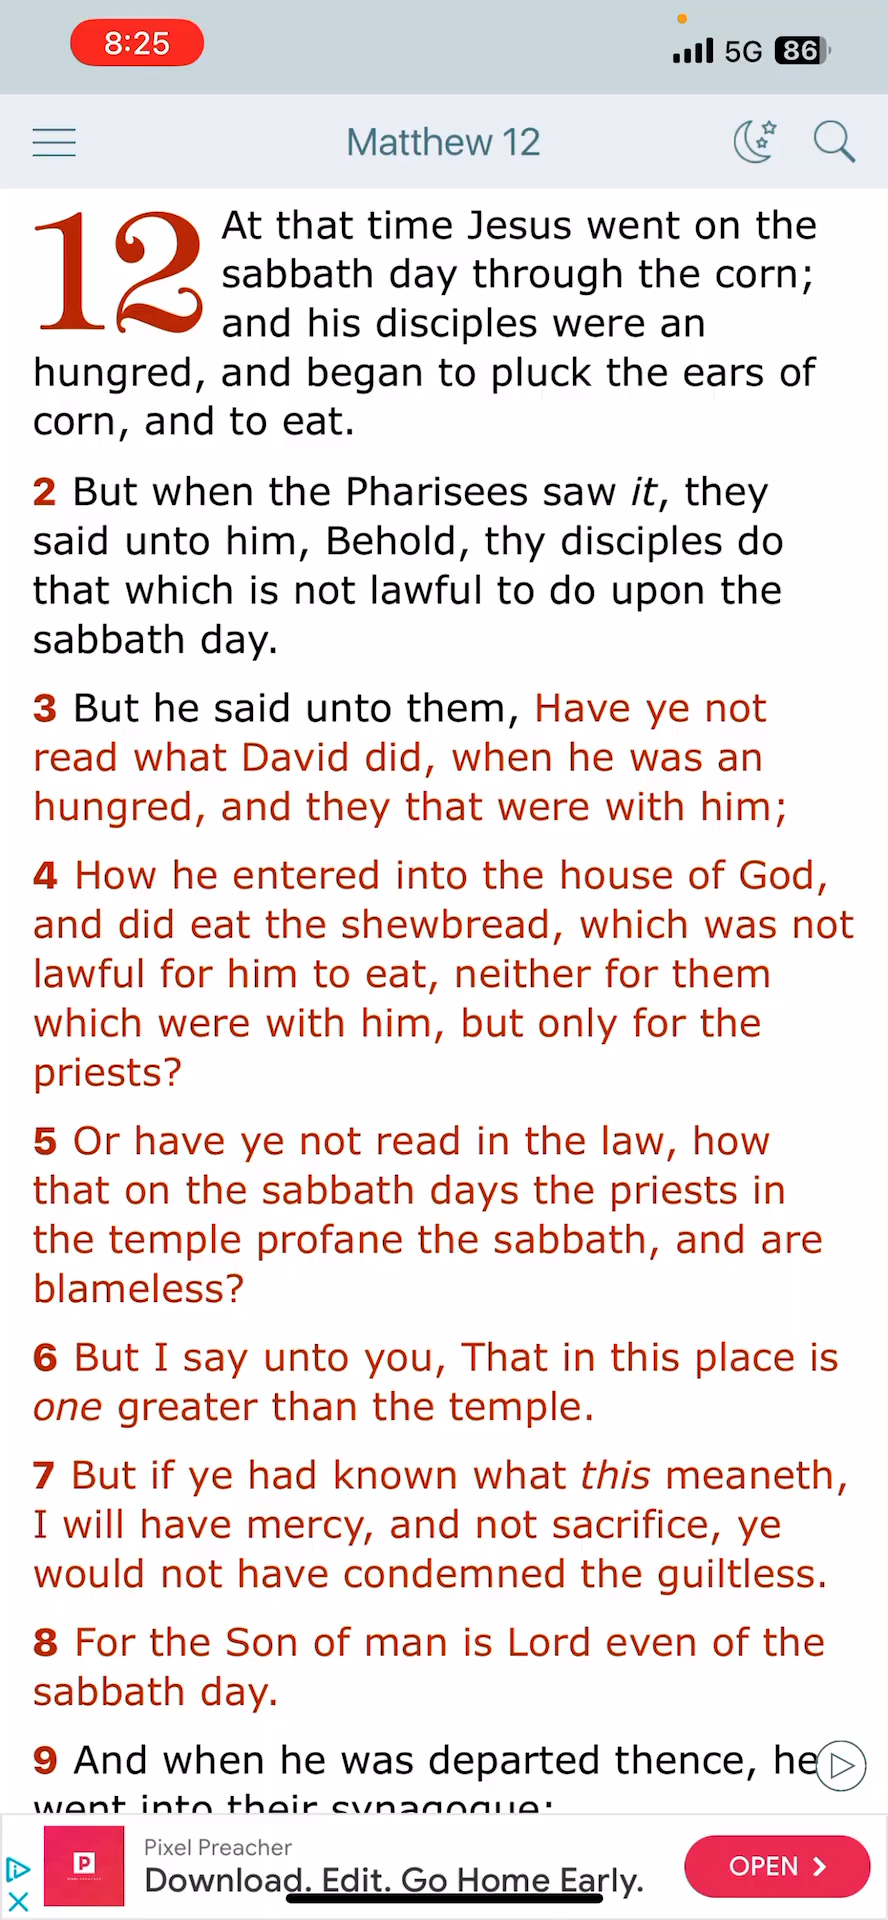 8:25
5G 86
Matthew 12
12 At that time Jesus went on the
sabbath day through the corn;
and his disciples were an
hungred, and began to pluck the ears of
corn, and to eat.
2 But when the Pharisees saw it, they
said unto him, Behold, thy disciples do
that which is not lawful to do upon the
sabbath day.
3 But he said unto them, Have ye not
read what David did, when he was an
hungred, and they that were with him;
4 How he entered into the house of God,
and did eat the shewbread, which was not
lawful for him to eat, neither for them
which were with him, but only for the
priests?
5 Or have ye not read in the law, how
that on the sabbath days the priests in
the temple profane the sabbath, and are
blameless?
6 But I say unto you, That in this place is
one greater than the temple.
7 But if ye had known what this meaneth,
I will have mercy, and not sacrifice, ye
would not have condemned the guiltless.
8 For the Son of man is Lord even of the
sabbath day.
9 And when he was departed thence, he
went into their synagogue:
P
Pixel Preacher
Download. Edit. Go Home Early.
OPEN